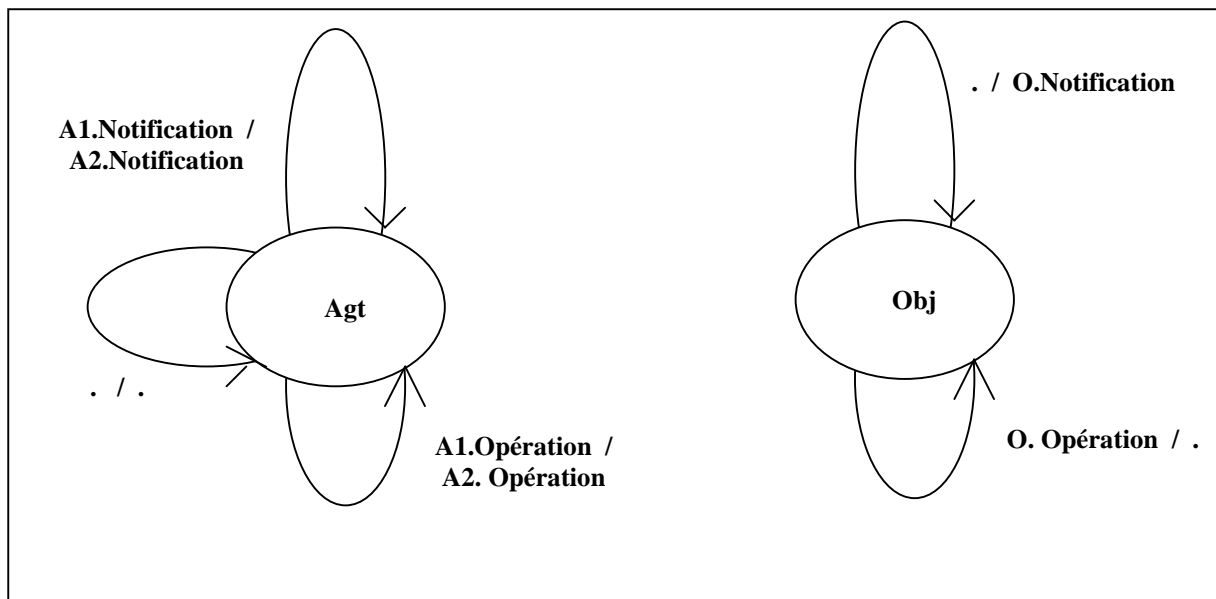 A1.Notification /
A2.Notification
. / O.Notification
Agt
Obj
. / .
A1.Opération /
A2. Opération
O. Opération / .